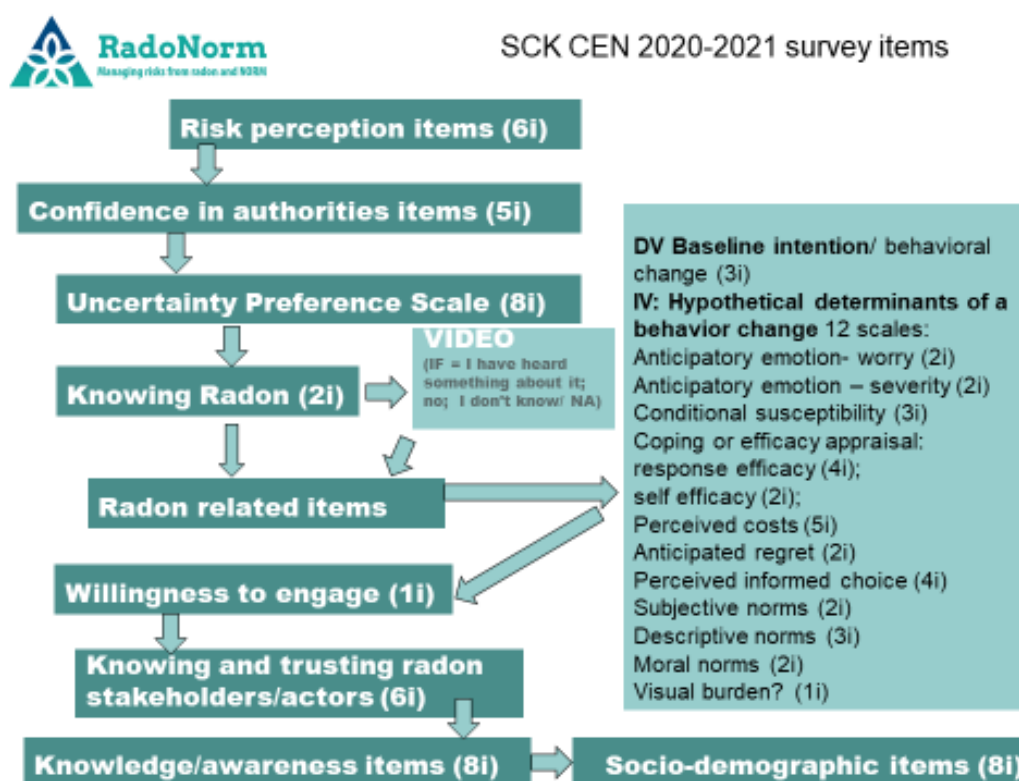 RadoNorm
Managing risks from radon and NORM
SCK CEN 2020-2021 survey items
Risk perception items (6i)
Confidence in authorities items (5i)
Uncertainty Preference Scale (8i)
VIDEO
(IF = I have heard
something about it;
no; I don't know/ NA)
Knowing Radon (2i)
Radon related items
DV Baseline intention/ behavioral
change (3i)
IV: Hypothetical determinants of a
behavior change 12 scales:
Anticipatory emotion- worry (2i)
Anticipatory emotion – severity (2i)
Conditional susceptibility (3i)
Coping or efficacy appraisal:
response efficacy (4i);
self efficacy (2i);
Perceived costs (5i)
Anticipated regret (2i)
Perceived informed choice (4i)
Subjective norms (2i)
Descriptive norms (3i)
Moral norms (2i)
Visual burden? (1i)
Willingness to engage (1i)
Knowing and trusting radon
stakeholders/actors (6i)
Knowledge/awareness items (8i)
Socio-demographic items (8i)